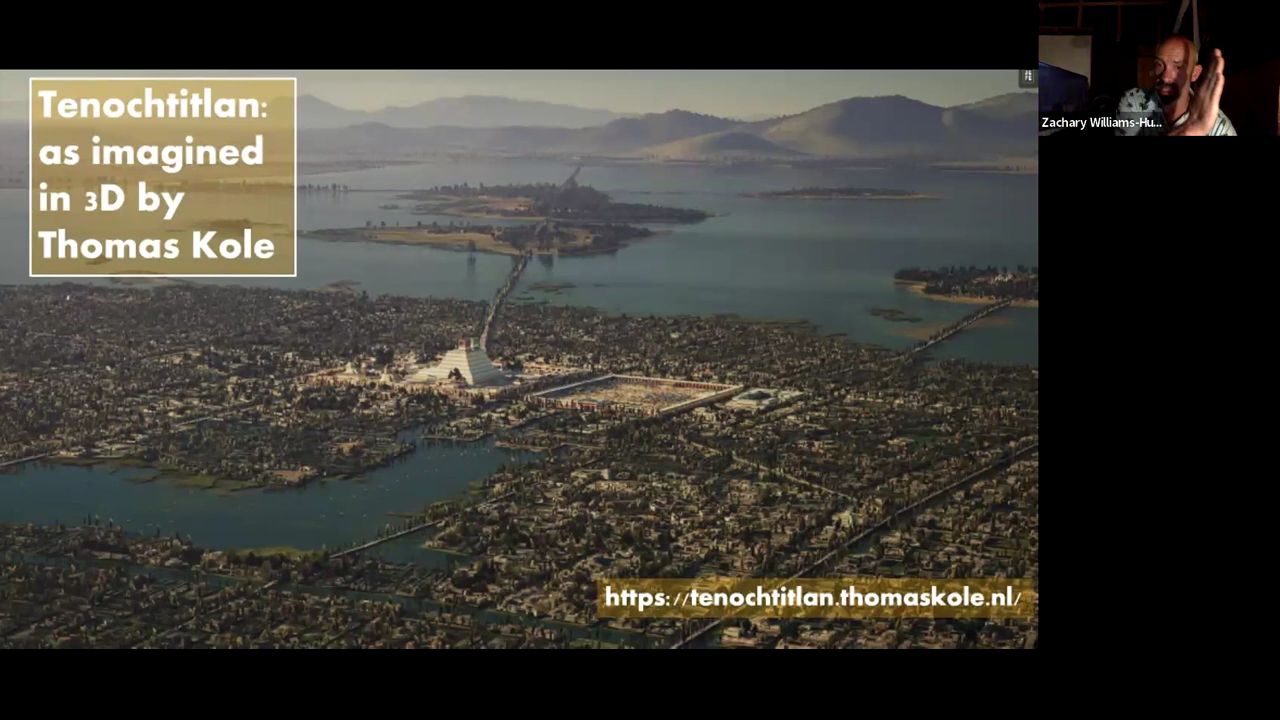 Tenochtitlan:
as imagined
in 3D by
Thomas Kole
https://tenochtitlan.thomaskole.nl/
Zachary Williams-Hu...